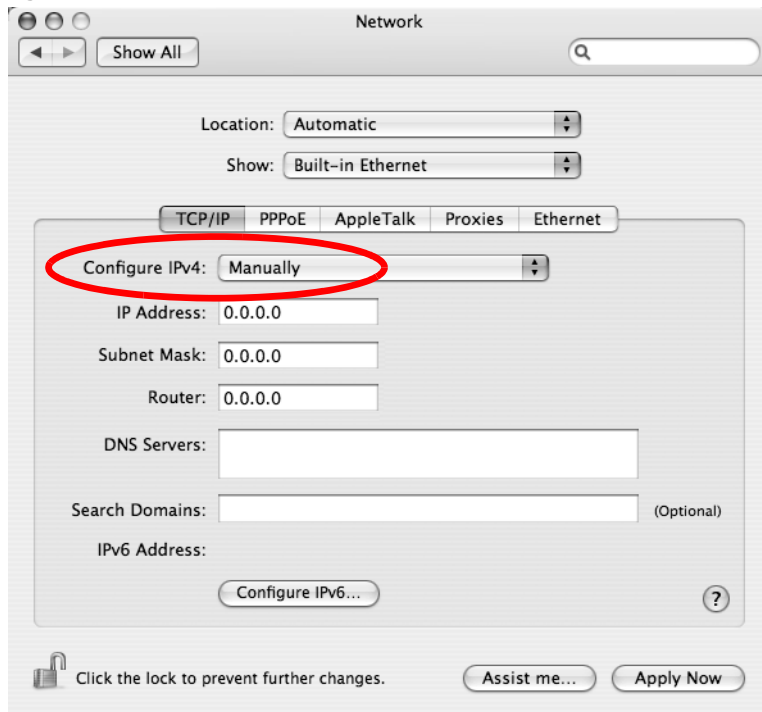 Network
Show All
Location: Automatic
Show: Built-in Ethernet
TCP/IP PPPoE AppleTalk Proxies Ethernet
Configure IPv4: Manually
IP Address: 0.0.0.0
Subnet Mask: 0.0.0.0
Router: 0.0.0.0
DNS Servers:
Search Domains: (Optional)
IPv6 Address:
Configure IPv6... ?
Click the lock to prevent further changes. Assist me... Apply Now